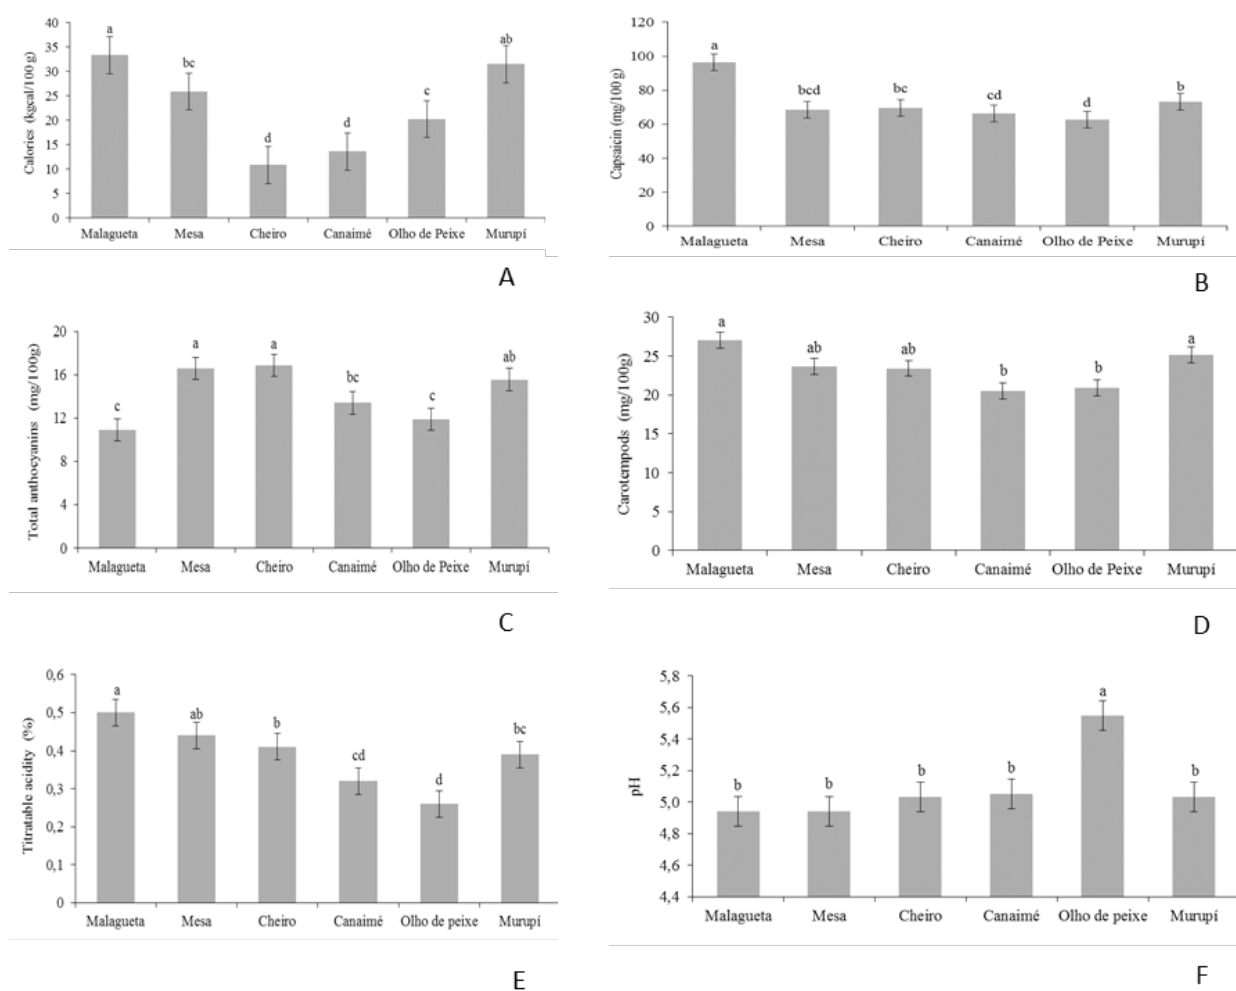 Calories (kgcal/100 g)
40
35
30
25
20
15
10
5
0
a
bc
d
d
c
ab
Malagueta Mesa Cheiro Canaimé Olho de Peixe Murupí
A
Capsaicin (mg/100 g)
120
100
80
60
40
20
0
a
bcd
bc
cd
d
b
Malagueta Mesa Cheiro Canaimé Olho de Peixe Murupí
B
Total anthocyanins (mg/100g)
20
16
12
8
4
0
c
a
a
bc
c
ab
Malagueta Mesa Cheiro Canaimé Olho de Peixe Murupí
C
Carotempods (mg/100g)
30
25
20
15
10
5
0
a
ab
ab
b
b
a
Malagueta Mesa Cheiro Canaimé Olho de Peixe Murupí
D
Titratable acidity (%)
0,6
0,5
0,4
0,3
0,2
0,1
0
a
ab
b
cd
d
bc
Malagueta Mesa Cheiro Canaimé Olho de peixe Murupí
E
pH
5,8
5,6
5,4
5,2
5,0
4,8
4,6
4,4
b
b
b
b
a
b
Malagueta Mesa Cheiro Canaimé Olho de peixe Murupí
F